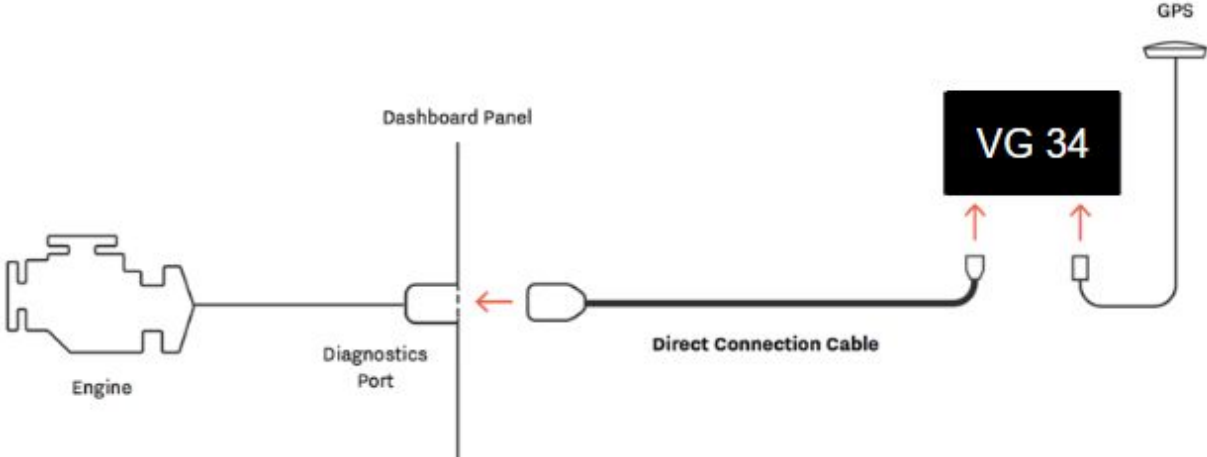 GPS
Dashboard Panel
VG 34
Direct Connection Cable
Diagnostics
Port
Engine